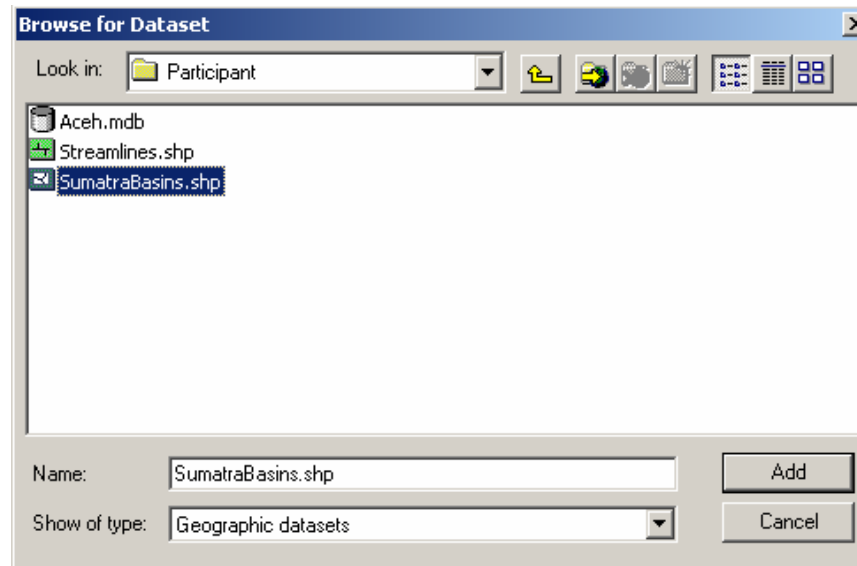 Browse for Dataset
Look in: Participant
Aceh.mdb
Streamlines.shp
SumatraBasins.shp
Name: SumatraBasins.shp Add
Show of type: Geographic datasets Cancel